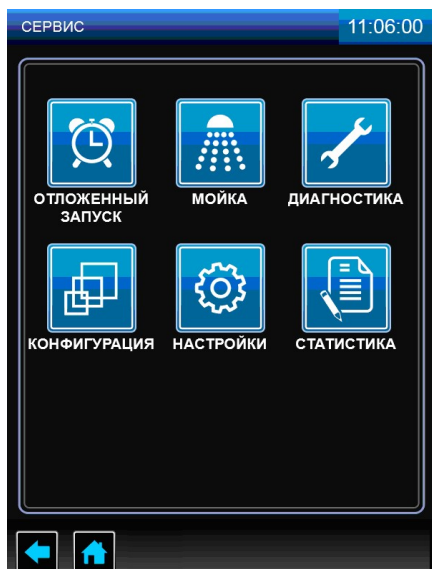 СЕРВИС 11:06:00
ОТЛОЖЕННЫЙ ЗАПУСК
МОЙКА
ДИАГНОСТИКА
КОНФИГУРАЦИЯ
НАСТРОЙКИ
СТАТИСТИКА